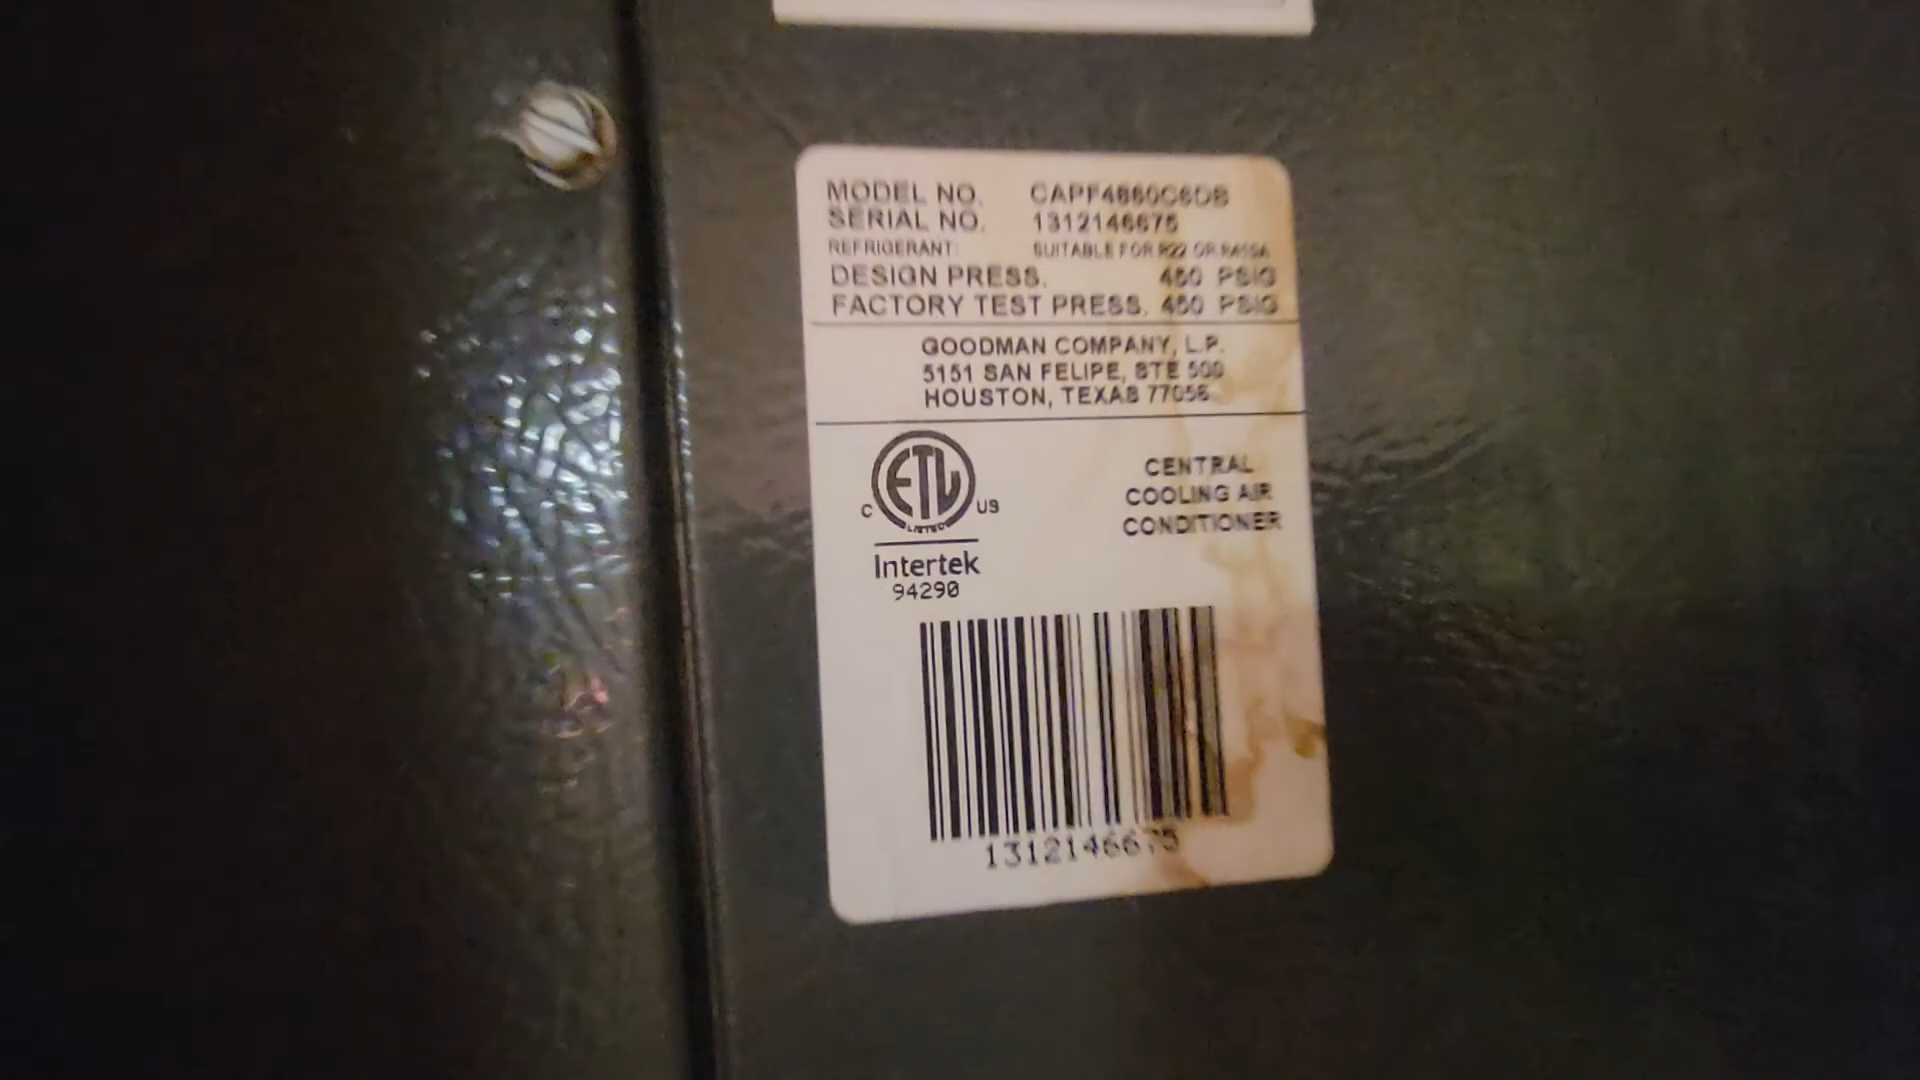 MODEL NO. CAPF4860C6DB
SERIAL NO. 1312146675
REFRIGERANT: SUITABLE FOR R22 OR R410A
DESIGN PRESS. 450 PSIG
FACTORY TEST PRESS. 450 PSIG
GOODMAN COMPANY, L.P.
5151 SAN FELIPE, STE 500
HOUSTON, TEXAS 77056
ETL
C US
LISTED
Intertek
94290
CENTRAL
COOLING AIR
CONDITIONER
1312146675